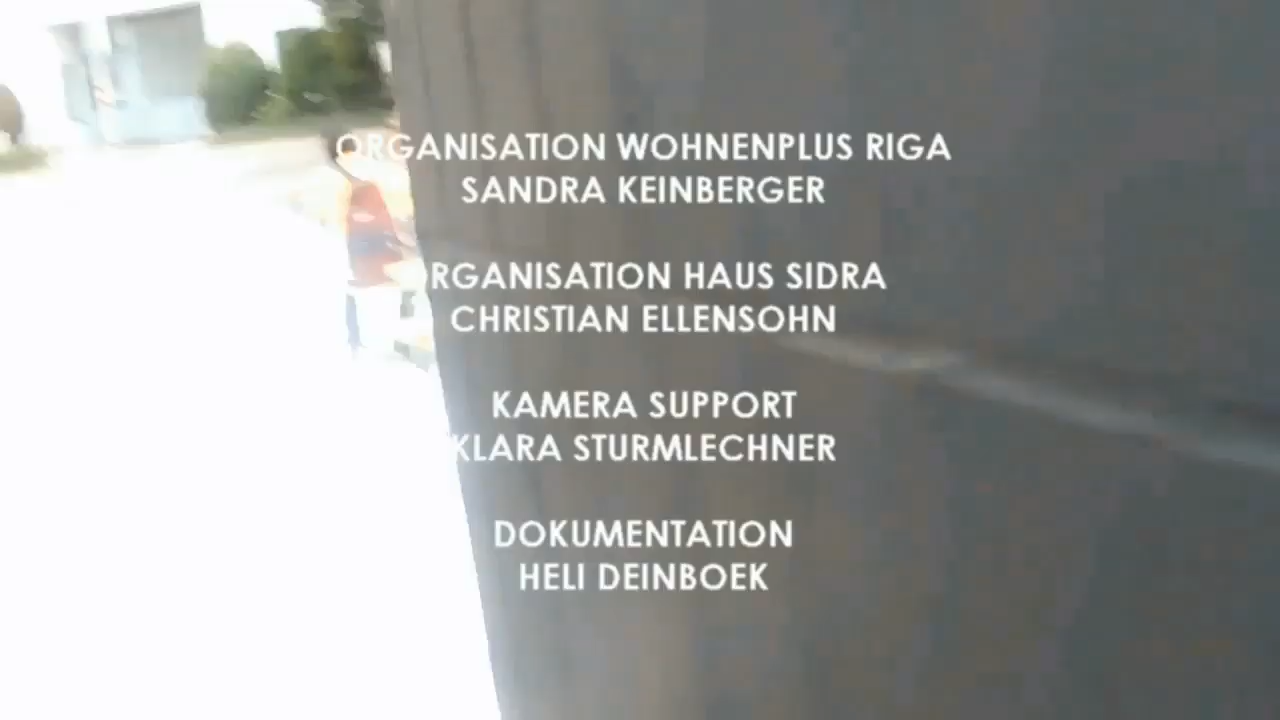 ORGANISATION WOHNENPLUS RIGA
SANDRA KEINBERGER
ORGANISATION HAUS SIDRA
CHRISTIAN ELLENSOHN
KAMERA SUPPORT
KLARA STURMLECHNER
DOKUMENTATION
HELI DEINBOEK